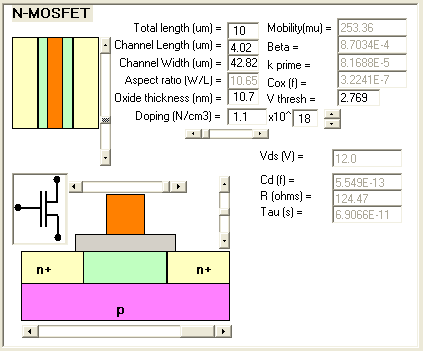 N-MOSFET
Total length (um) = 10
Channel Length (um) = 4.02
Channel Width (um) = 42.82
Aspect ratio (W/L) = 10.65
Oxide thickness (nm) = 10.7
Doping (N/cm3) = 1.1 x10^ 18
Mobility(mu) = 253.36
Beta = 8.7034E-4
k prime = 8.1688E-5
Cox (f) = 3.2241E-7
V thresh = 2.769
Vds (V) = 12.0
Cd (f) = 5.549E-13
R (ohms) = 124.47
Tau (s) = 6.9066E-11
n+ n+
p